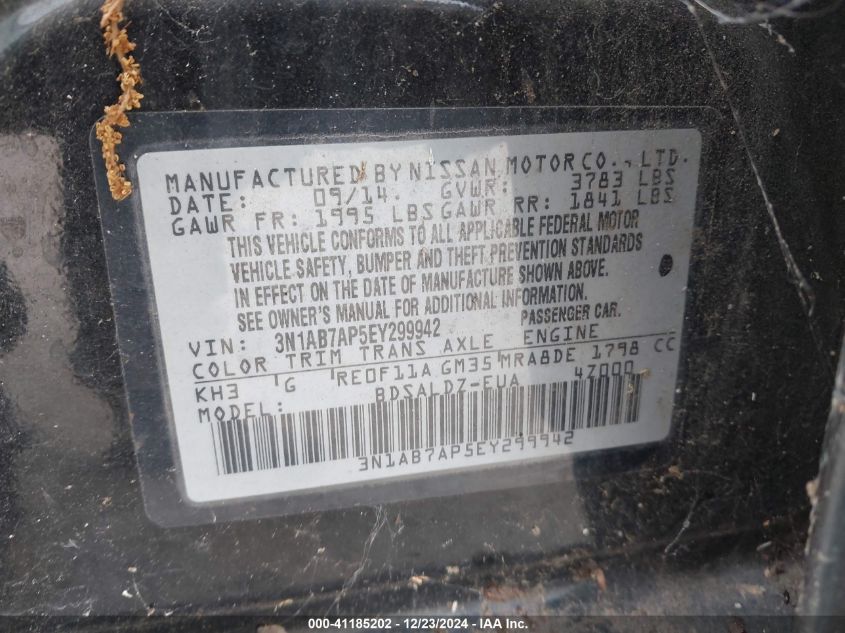 MANUFACTURED BY NISSAN MOTOR CO., LTD.
DATE: 09/14. GVWR: 3783 LBS
GAWR FR: 1995 LBS GAWR RR: 1841 LBS
THIS VEHICLE CONFORMS TO ALL APPLICABLE FEDERAL MOTOR
VEHICLE SAFETY, BUMPER AND THEFT PREVENTION STANDARDS
IN EFFECT ON THE DATE OF MANUFACTURE SHOWN ABOVE.
SEE OWNER'S MANUAL FOR ADDITIONAL INFORMATION.
VIN: 3N1AB7AP5EY299942 PASSENGER CAR.
COLOR TRIM TRANS AXLE ENGINE
KH3 G RE0F11A GM35 MRA8DE 1798 CC
MODEL: BDSALDZ-EUA 4Z000
3N1AB7AP5EY299942
000-41185202 - 12/23/2024 - IAA Inc.